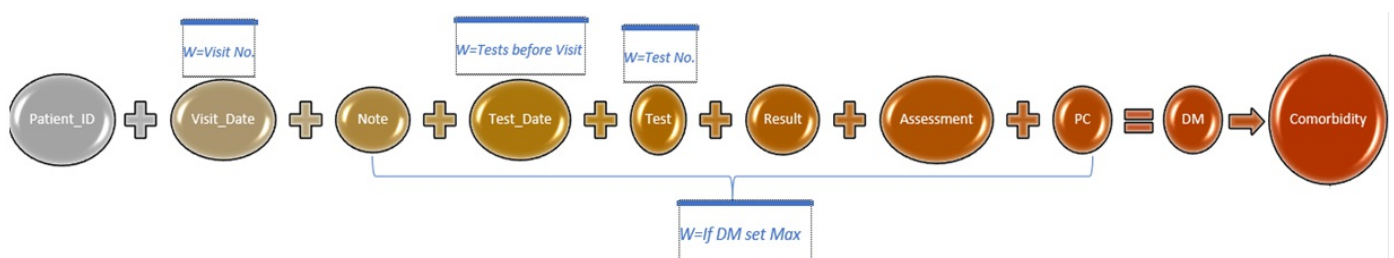 W=Visit No.
W=Tests before Visit
W=Test No.
Patient_ID
Visit_Date
Note
Test_Date
Test
Result
Assessment
PC
DM
Comorbidity
W=If DM set Max